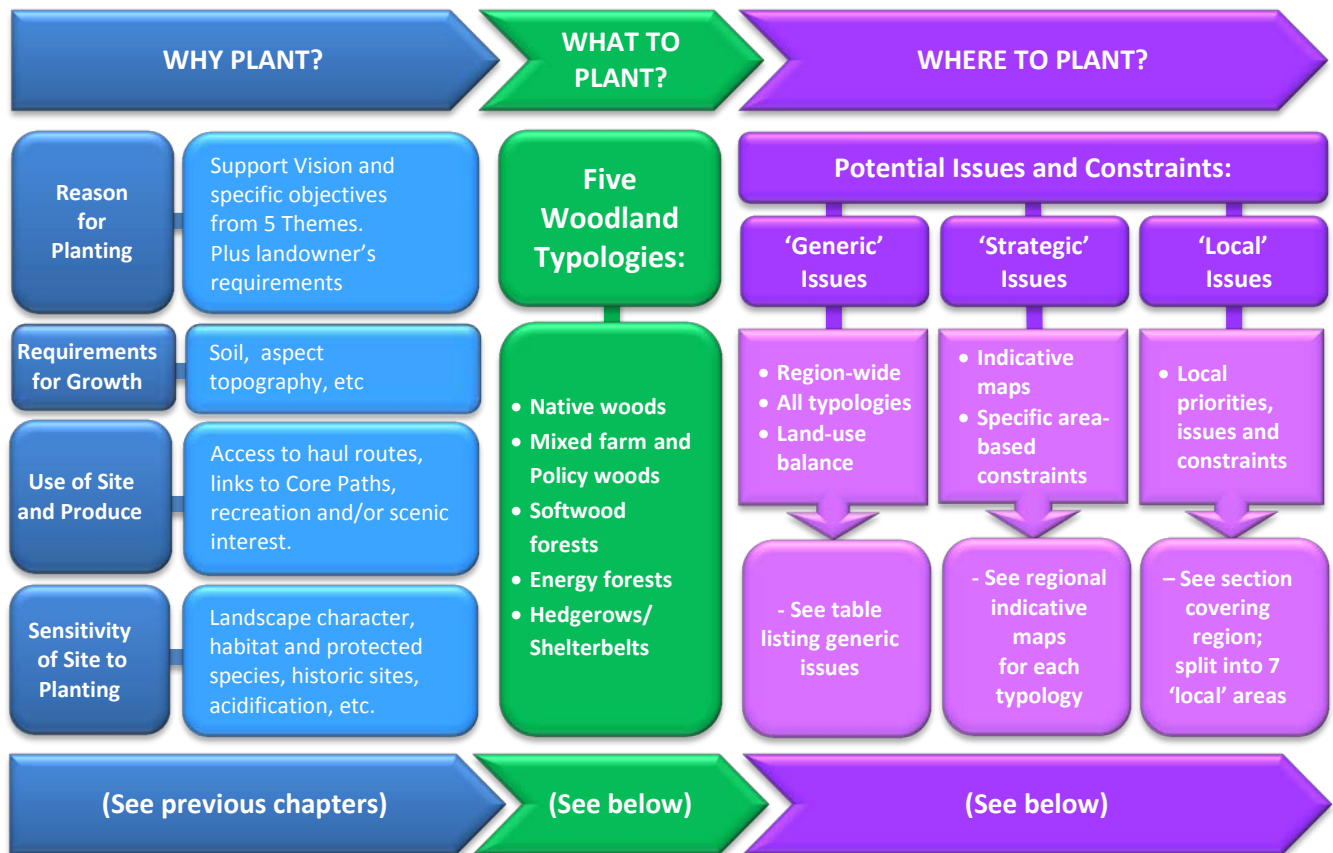 WHY PLANT?
WHAT TO
PLANT?
WHERE TO PLANT?
Reason
for
Planting
Support Vision and
specific objectives
from 5 Themes.
Plus landowner's
requirements
Requirements
for Growth
Soil, aspect
topography, etc
Use of Site
and Produce
Access to haul routes,
links to Core Paths,
recreation and/or scenic
interest.
Sensitivity
of Site to
Planting
Landscape character,
habitat and protected
species, historic sites,
acidification, etc.
Five
Woodland
Typologies:
• Native woods
• Mixed farm and
Policy woods
• Softwood
forests
• Energy forests
• Hedgerows/
Shelterbelts
Potential Issues and Constraints:
'Generic'
Issues
• Region-wide
• All typologies
• Land-use
balance
- See table
listing generic
issues
'Strategic'
Issues
• Indicative
maps
• Specific area-
based
constraints
- See regional
indicative
maps
for each
typology
'Local'
Issues
• Local
priorities,
issues and
constraints
– See section
covering
region;
split into 7
'local' areas
(See previous chapters)
(See below)
(See below)